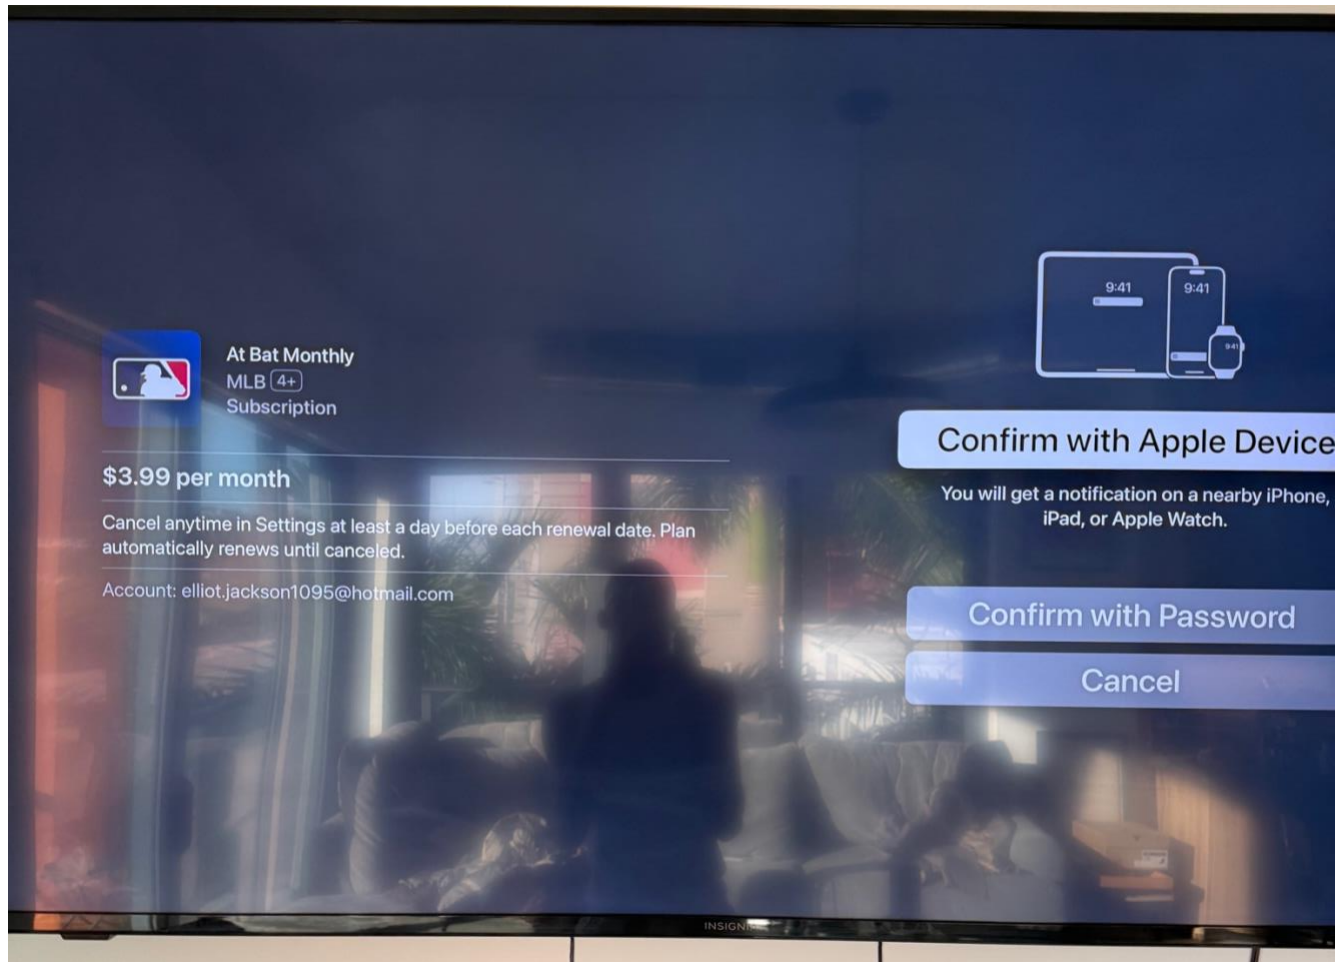 At Bat Monthly
MLB 4+
Subscription
$3.99 per month
Cancel anytime in Settings at least a day before each renewal date. Plan
automatically renews until canceled.
Account: elliot.jackson1095@hotmail.com
9:41
9:41
9:41
Confirm with Apple Device
You will get a notification on a nearby iPhone,
iPad, or Apple Watch.
Confirm with Password
Cancel